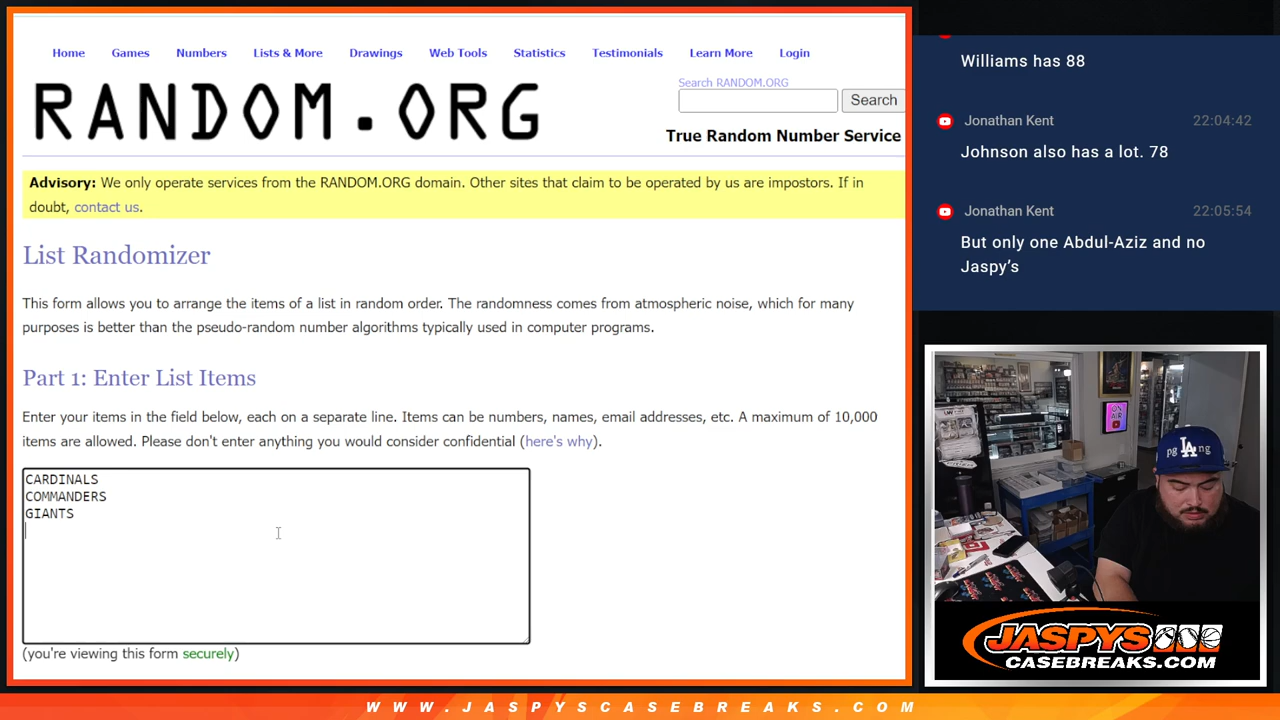 Home Games Numbers Lists & More Drawings Web Tools Statistics Testimonials Learn More Login
RANDOM.ORG
Search RANDOM.ORG
Search
True Random Number Service
Advisory: We only operate services from the RANDOM.ORG domain. Other sites that claim to be operated by us are impostors. If in
doubt, contact us.
List Randomizer
This form allows you to arrange the items of a list in random order. The randomness comes from atmospheric noise, which for many
purposes is better than the pseudo-random number algorithms typically used in computer programs.
Part 1: Enter List Items
Enter your items in the field below, each on a separate line. Items can be numbers, names, email addresses, etc. A maximum of 10,000
items are allowed. Please don't enter anything you would consider confidential (here's why).
CARDINALS
COMMANDERS
GIANTS
(you're viewing this form securely)
Williams has 88
Jonathan Kent 22:04:42
Johnson also has a lot. 78
Jonathan Kent 22:05:54
But only one Abdul-Aziz and no
Jaspy’s
ON AIR
pg LA ng
JASPYS
CASEBREAKS.COM
WWW.JASPYSCASEBREAKS.COM